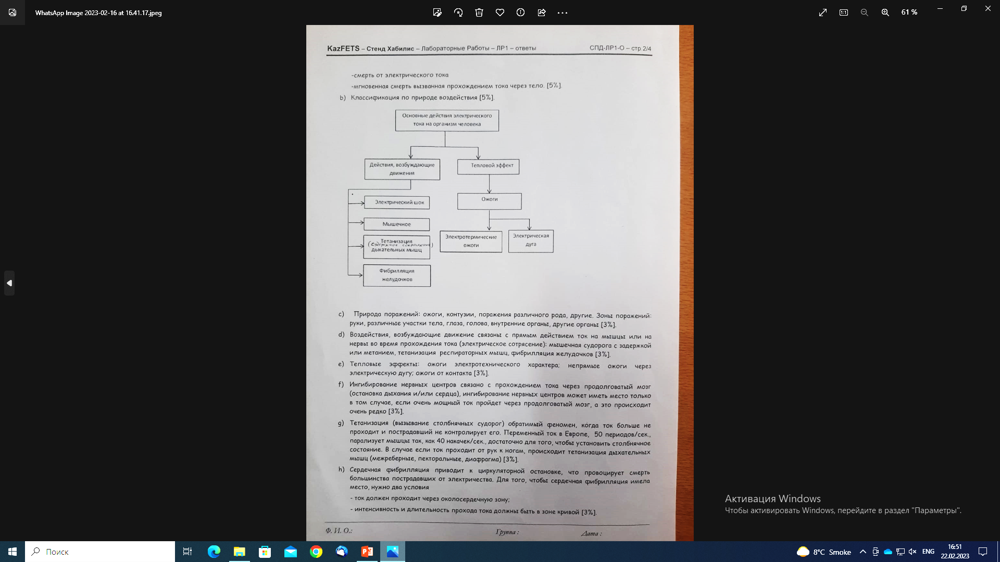 WhatsApp Image 2023-02-16 at 16.41.17.jpeg
61 %
KazFETS – Стенд Хабилис – Лабораторные Работы – ЛР1 – ответы СПД-ЛР1-О – стр.2/4
-смерть от электрического тока
-мгновенная смерть вызванная прохождением тока через тело. [5%].
b) Классификация по природе воздействия [5%].
Основные действия электрического
тока на организм человека
Действия, возбуждающие
движения
Тепловой эффект
Электрический шок
Ожоги
Мышечное
Тетанизация
(судорожное сокращение)
дыхательных мышц
Электротермические
ожоги
Электрическая
дуга
Фибрилляция
желудочков
c) Природа поражений: ожоги, контузии, поражения различного рода, другие. Зоны поражений:
руки, различные участки тела, глаза, голова, внутренние органы, другие органы [3%].
d) Воздействия, возбуждающие движение связаны с прямым действием ток на мышцы или на
нервы во время прохождения тока (электрическое сотрясение): мышечная судорога с задержкой
или метанием, тетанизация респираторных мышц, фибрилляция желудочков [3%].
e) Тепловые эффекты: ожоги электротехнического характера; непрямые ожоги через
электрическую дугу; ожоги от контакта [3%].
f) Ингибирование нервных центров связано с прохождением тока через продолговатый мозг
(остановка дыхания и/или сердца), ингибирование нервных центров может иметь место только
в том случае, если очень мощный ток пройдет через продолговатый мозг, а это происходит
очень редко [3%].
g) Тетанизация (вызывание столбнячных судорог) обратимый феномен, когда ток больше не
проходит и пострадавший не контролирует его. Переменный ток в Европе, 50 периодов/сек.,
парализует мышцы так, как 40 накачек/сек., достаточно для того, чтобы установить столбнячное
состояние. В случае если ток проходит от рук к ногам, происходит тетанизация дыхательных
мышц (межреберные, пекторальные, диафрагма) [3%].
h) Сердечная фибрилляция приводит к циркуляторной остановке, что провоцирует смерть
большинства пострадавших от электричества. Для того, чтобы сердечная фибрилляция имела
место, нужно два условия
- ток должен проходит через околосердечную зону;
- интенсивность и длительность прохода тока должны быть в зоне кривой [3%].
Ф. И. О.: Группа : Дата :
Активация Windows
Чтобы активировать Windows, перейдите в раздел "Параметры".
Поиск
8°C Smoke
ENG
16:51
22.02.2023